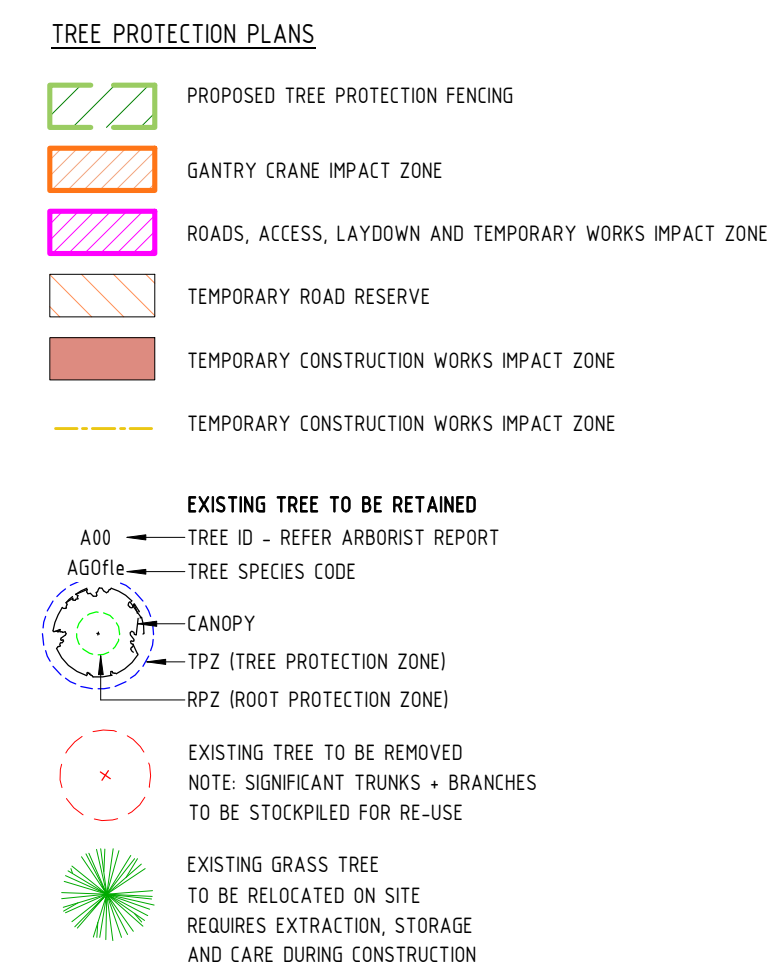 TREE PROTECTION PLANS
PROPOSED TREE PROTECTION FENCING
GANTRY CRANE IMPACT ZONE
ROADS, ACCESS, LAYDOWN AND TEMPORARY WORKS IMPACT ZONE
TEMPORARY ROAD RESERVE
TEMPORARY CONSTRUCTION WORKS IMPACT ZONE
TEMPORARY CONSTRUCTION WORKS IMPACT ZONE
EXISTING TREE TO BE RETAINED
A00 TREE ID - REFER ARBORIST REPORT
AGOfle TREE SPECIES CODE
CANOPY
TPZ (TREE PROTECTION ZONE)
RPZ (ROOT PROTECTION ZONE)
EXISTING TREE TO BE REMOVED
NOTE: SIGNIFICANT TRUNKS + BRANCHES
TO BE STOCKPILED FOR RE-USE
EXISTING GRASS TREE
TO BE RELOCATED ON SITE
REQUIRES EXTRACTION, STORAGE
AND CARE DURING CONSTRUCTION